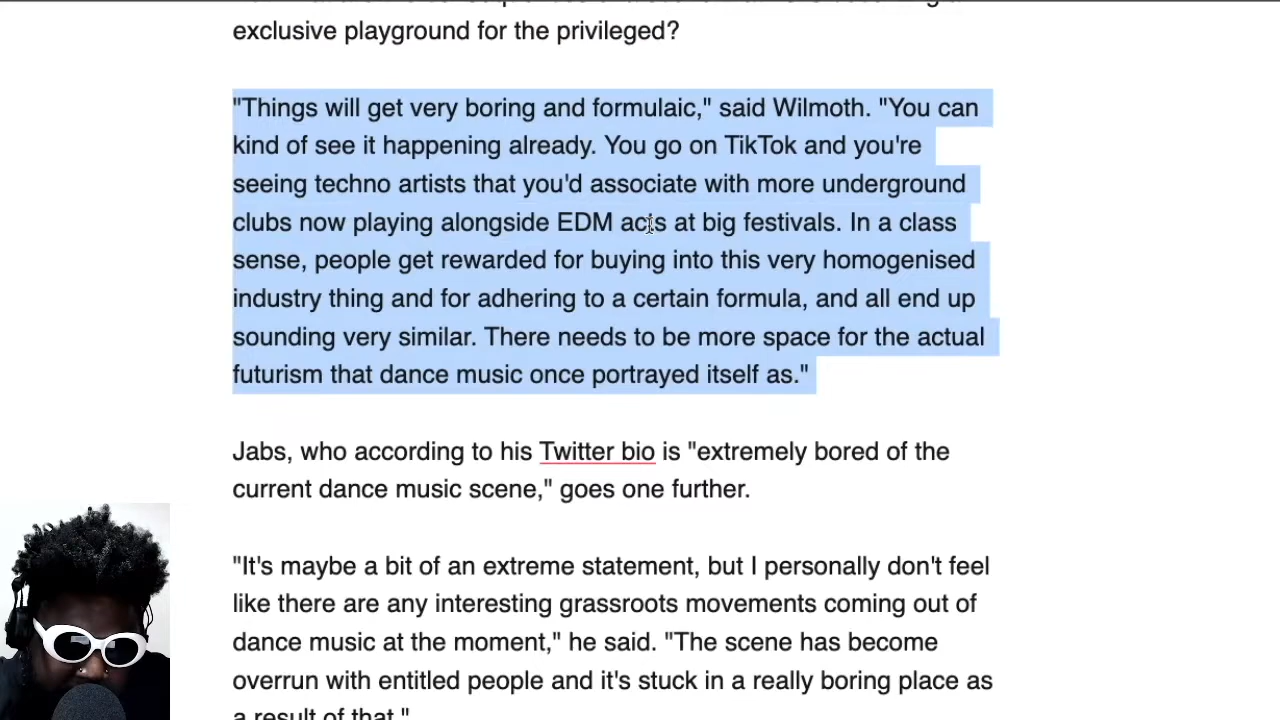 exclusive playground for the privileged?
"Things will get very boring and formulaic," said Wilmoth. "You can
kind of see it happening already. You go on TikTok and you're
seeing techno artists that you'd associate with more underground
clubs now playing alongside EDM acts at big festivals. In a class
sense, people get rewarded for buying into this very homogenised
industry thing and for adhering to a certain formula, and all end up
sounding very similar. There needs to be more space for the actual
futurism that dance music once portrayed itself as."
Jabs, who according to his Twitter bio is "extremely bored of the
current dance music scene," goes one further.
"It's maybe a bit of an extreme statement, but I personally don't feel
like there are any interesting grassroots movements coming out of
dance music at the moment," he said. "The scene has become
overrun with entitled people and it's stuck in a really boring place as
a result of that."